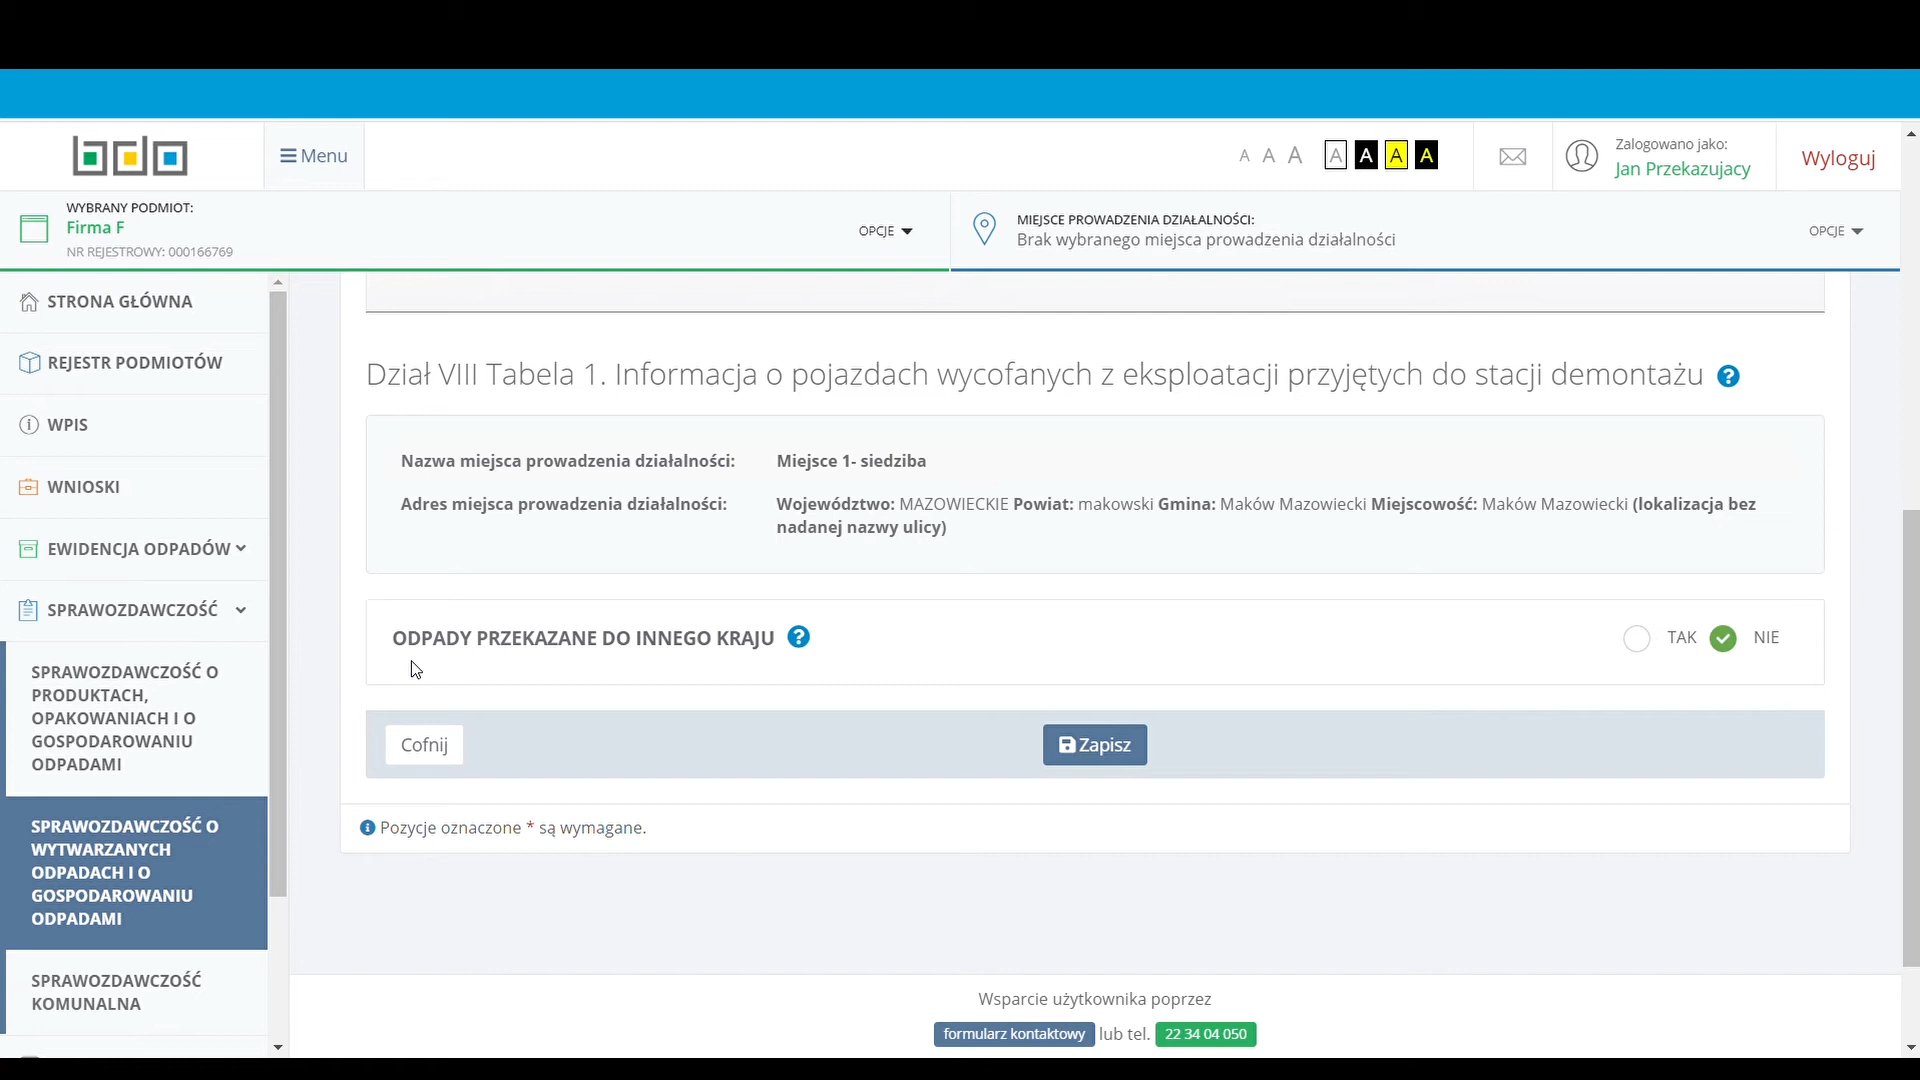 bdo
Menu
A A A A A A A
Zalogowano jako:
Jan Przekazujacy
Wyloguj
WYBRANY PODMIOT:
Firma F
NR REJESTROWY: 000166769
OPCJE
MIEJSCE PROWADZENIA DZIAŁALNOŚCI:
Brak wybranego miejsca prowadzenia działalności
OPCJE
STRONA GŁÓWNA
REJESTR PODMIOTÓW
WPIS
WNIOSKI
EWIDENCJA ODPADÓW
SPRAWOZDAWCZOŚĆ
SPRAWOZDAWCZOŚĆ O
PRODUKTACH,
OPAKOWANIACH I O
GOSPODAROWANIU
ODPADAMI
SPRAWOZDAWCZOŚĆ O
WYTWARZANYCH
ODPADACH I O
GOSPODAROWANIU
ODPADAMI
SPRAWOZDAWCZOŚĆ
KOMUNALNA
Dział VIII Tabela 1. Informacja o pojazdach wycofanych z eksploatacji przyjętych do stacji demontażu ?
Nazwa miejsca prowadzenia działalności: Miejsce 1- siedziba
Adres miejsca prowadzenia działalności: Województwo: MAZOWIECKIE Powiat: makowski Gmina: Maków Mazowiecki Miejscowość: Maków Mazowiecki (lokalizacja bez
nadanej nazwy ulicy)
ODPADY PRZEKAZANE DO INNEGO KRAJU ? TAK NIE
Cofnij Zapisz
Pozycje oznaczone * są wymagane.
Wsparcie użytkownika poprzez
formularz kontaktowy lub tel. 22 34 04 050